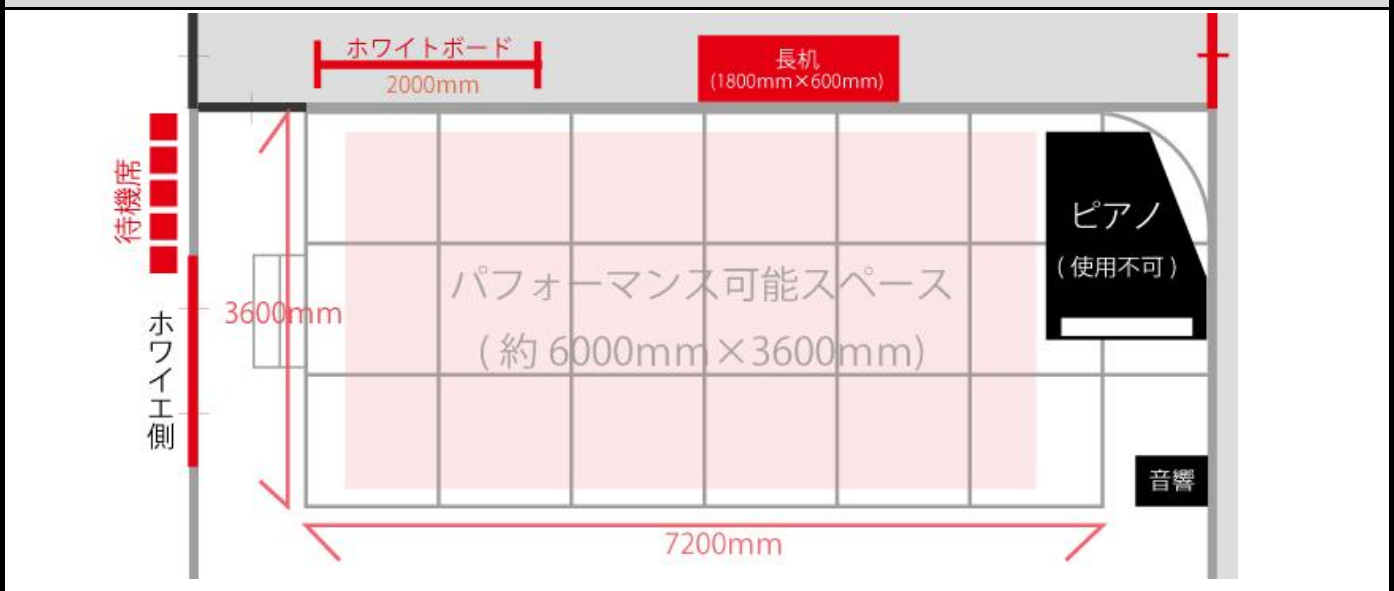 ホワイトボード
2000mm
長机
(1800mm×600mm)
待機席
ピアノ
(使用不可)
パフォーマンス可能スペース
(約6000mm×3600mm)
3600mm
ホワイエ側
音響
7200mm